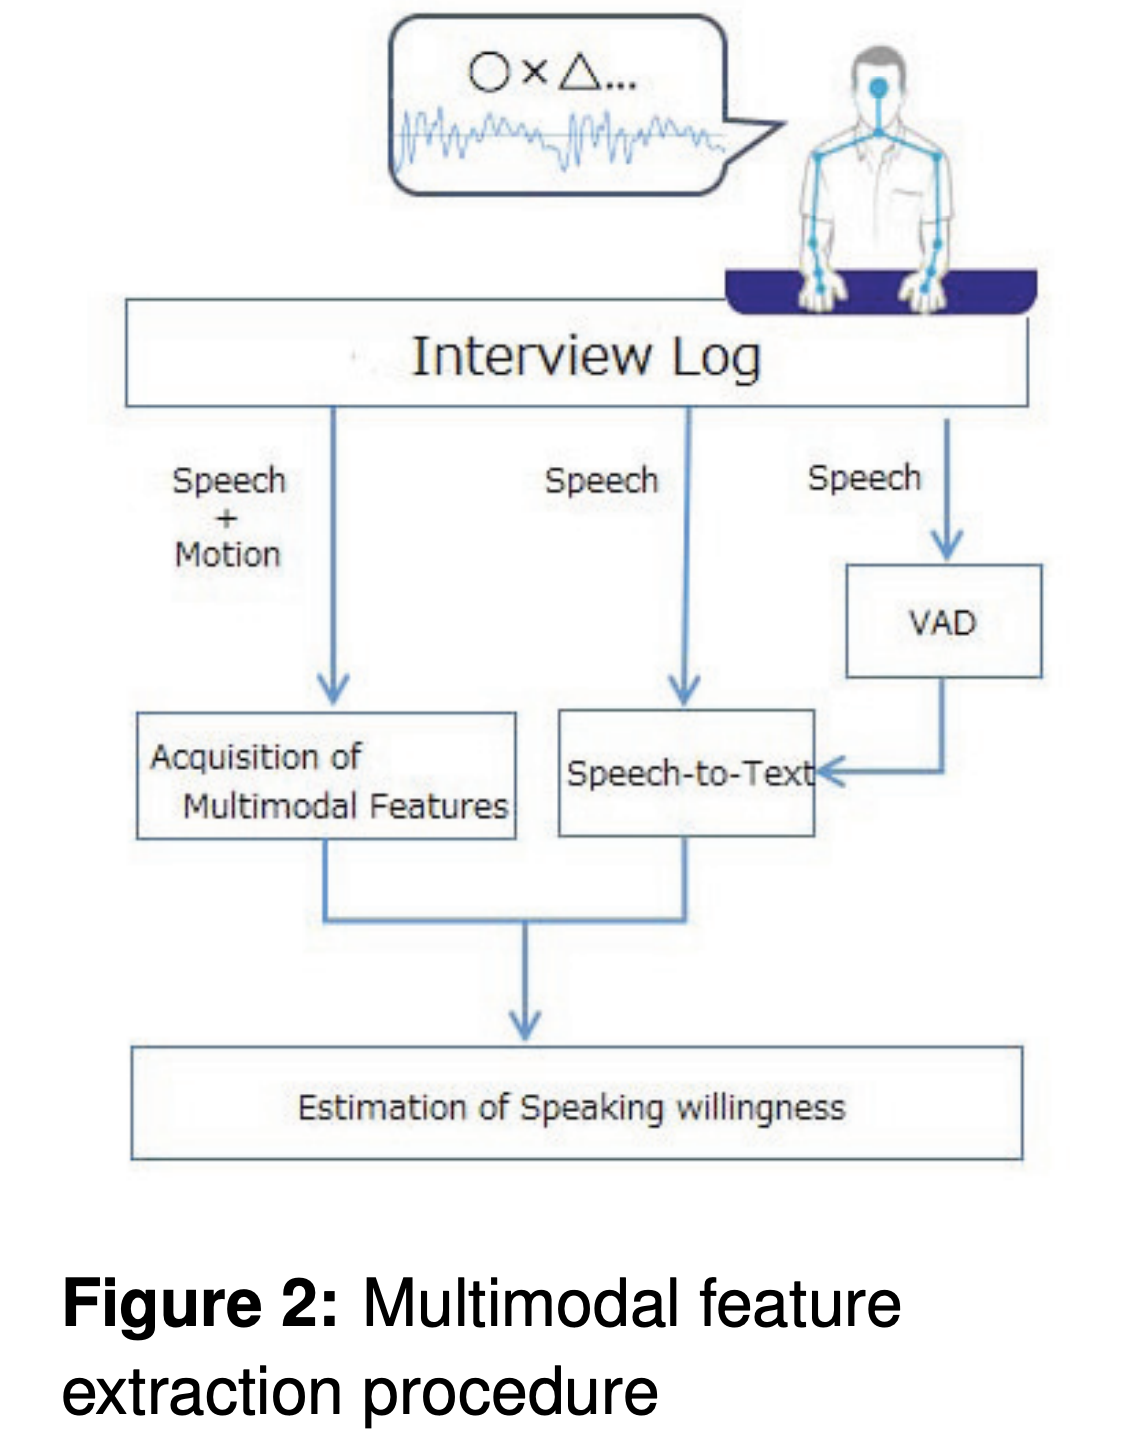 ○×△...
Interview Log
Speech
+
Motion
Speech
Speech
VAD
Acquisition of
Multimodal Features
Speech-to-Text
Estimation of Speaking willingness
Figure 2: Multimodal feature
extraction procedure